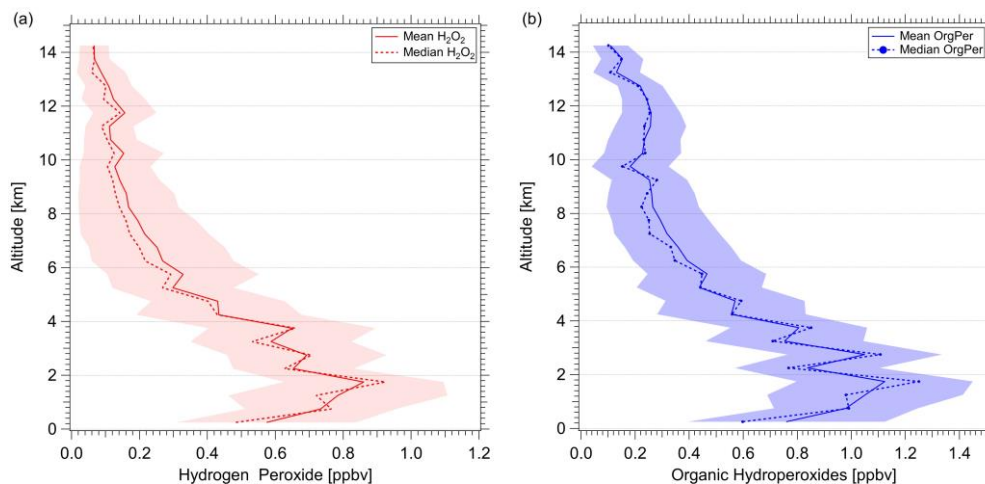 (a)
Mean H₂O₂
Median H₂O₂
Altitude [km]
14
12
10
8
6
4
2
0
0.0 0.2 0.4 0.6 0.8 1.0 1.2
Hydrogen Peroxide [ppbv]
(b)
Mean OrgPer
Median OrgPer
Altitude [km]
14
12
10
8
6
4
2
0
0.0 0.2 0.4 0.6 0.8 1.0 1.2 1.4
Organic Hydroperoxides [ppbv]